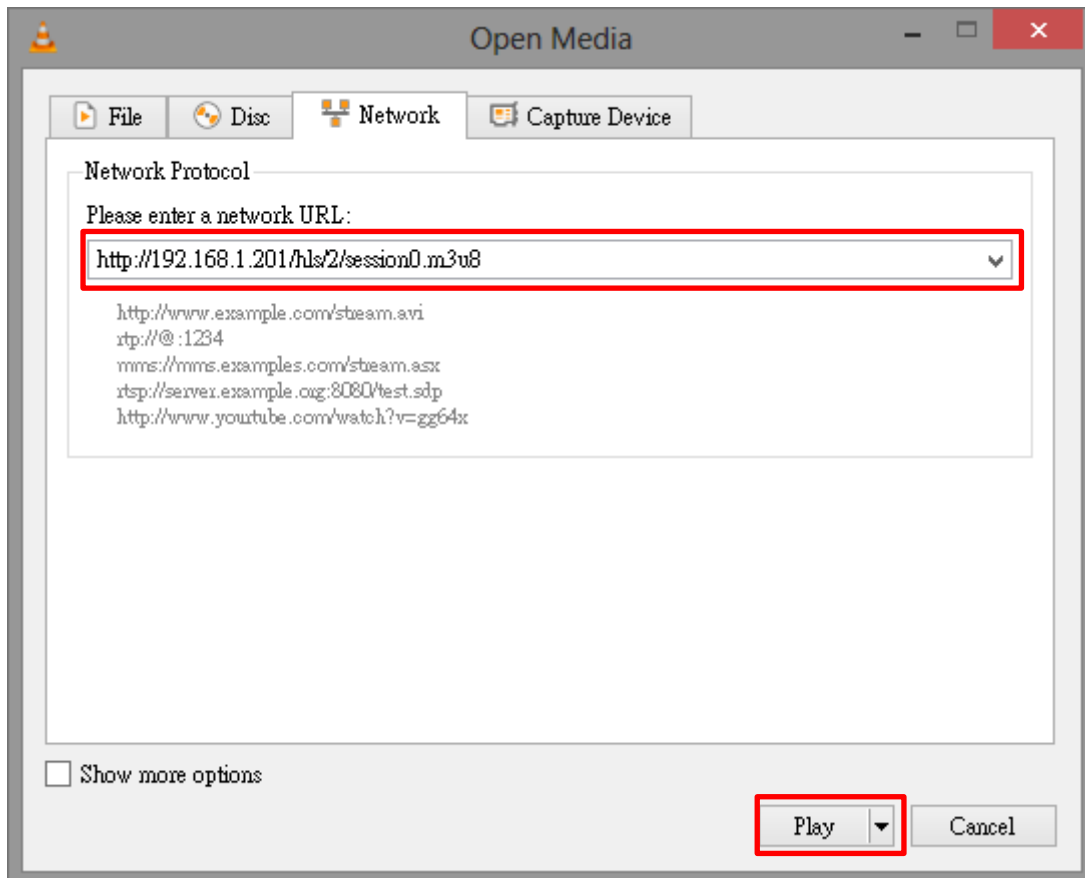 Open Media
File Disc Network Capture Device
Network Protocol
Please enter a network URL:
http://192.168.1.201/hls/2/session0.m3u8
http://www.example.com/stream.avi
rtp://@:1234
mms://mms.examples.com/stream.asx
rtsp://server.example.org:8080/test.sdp
http://www.yourtube.com/watch?v=gg64x
Show more options
Play Cancel